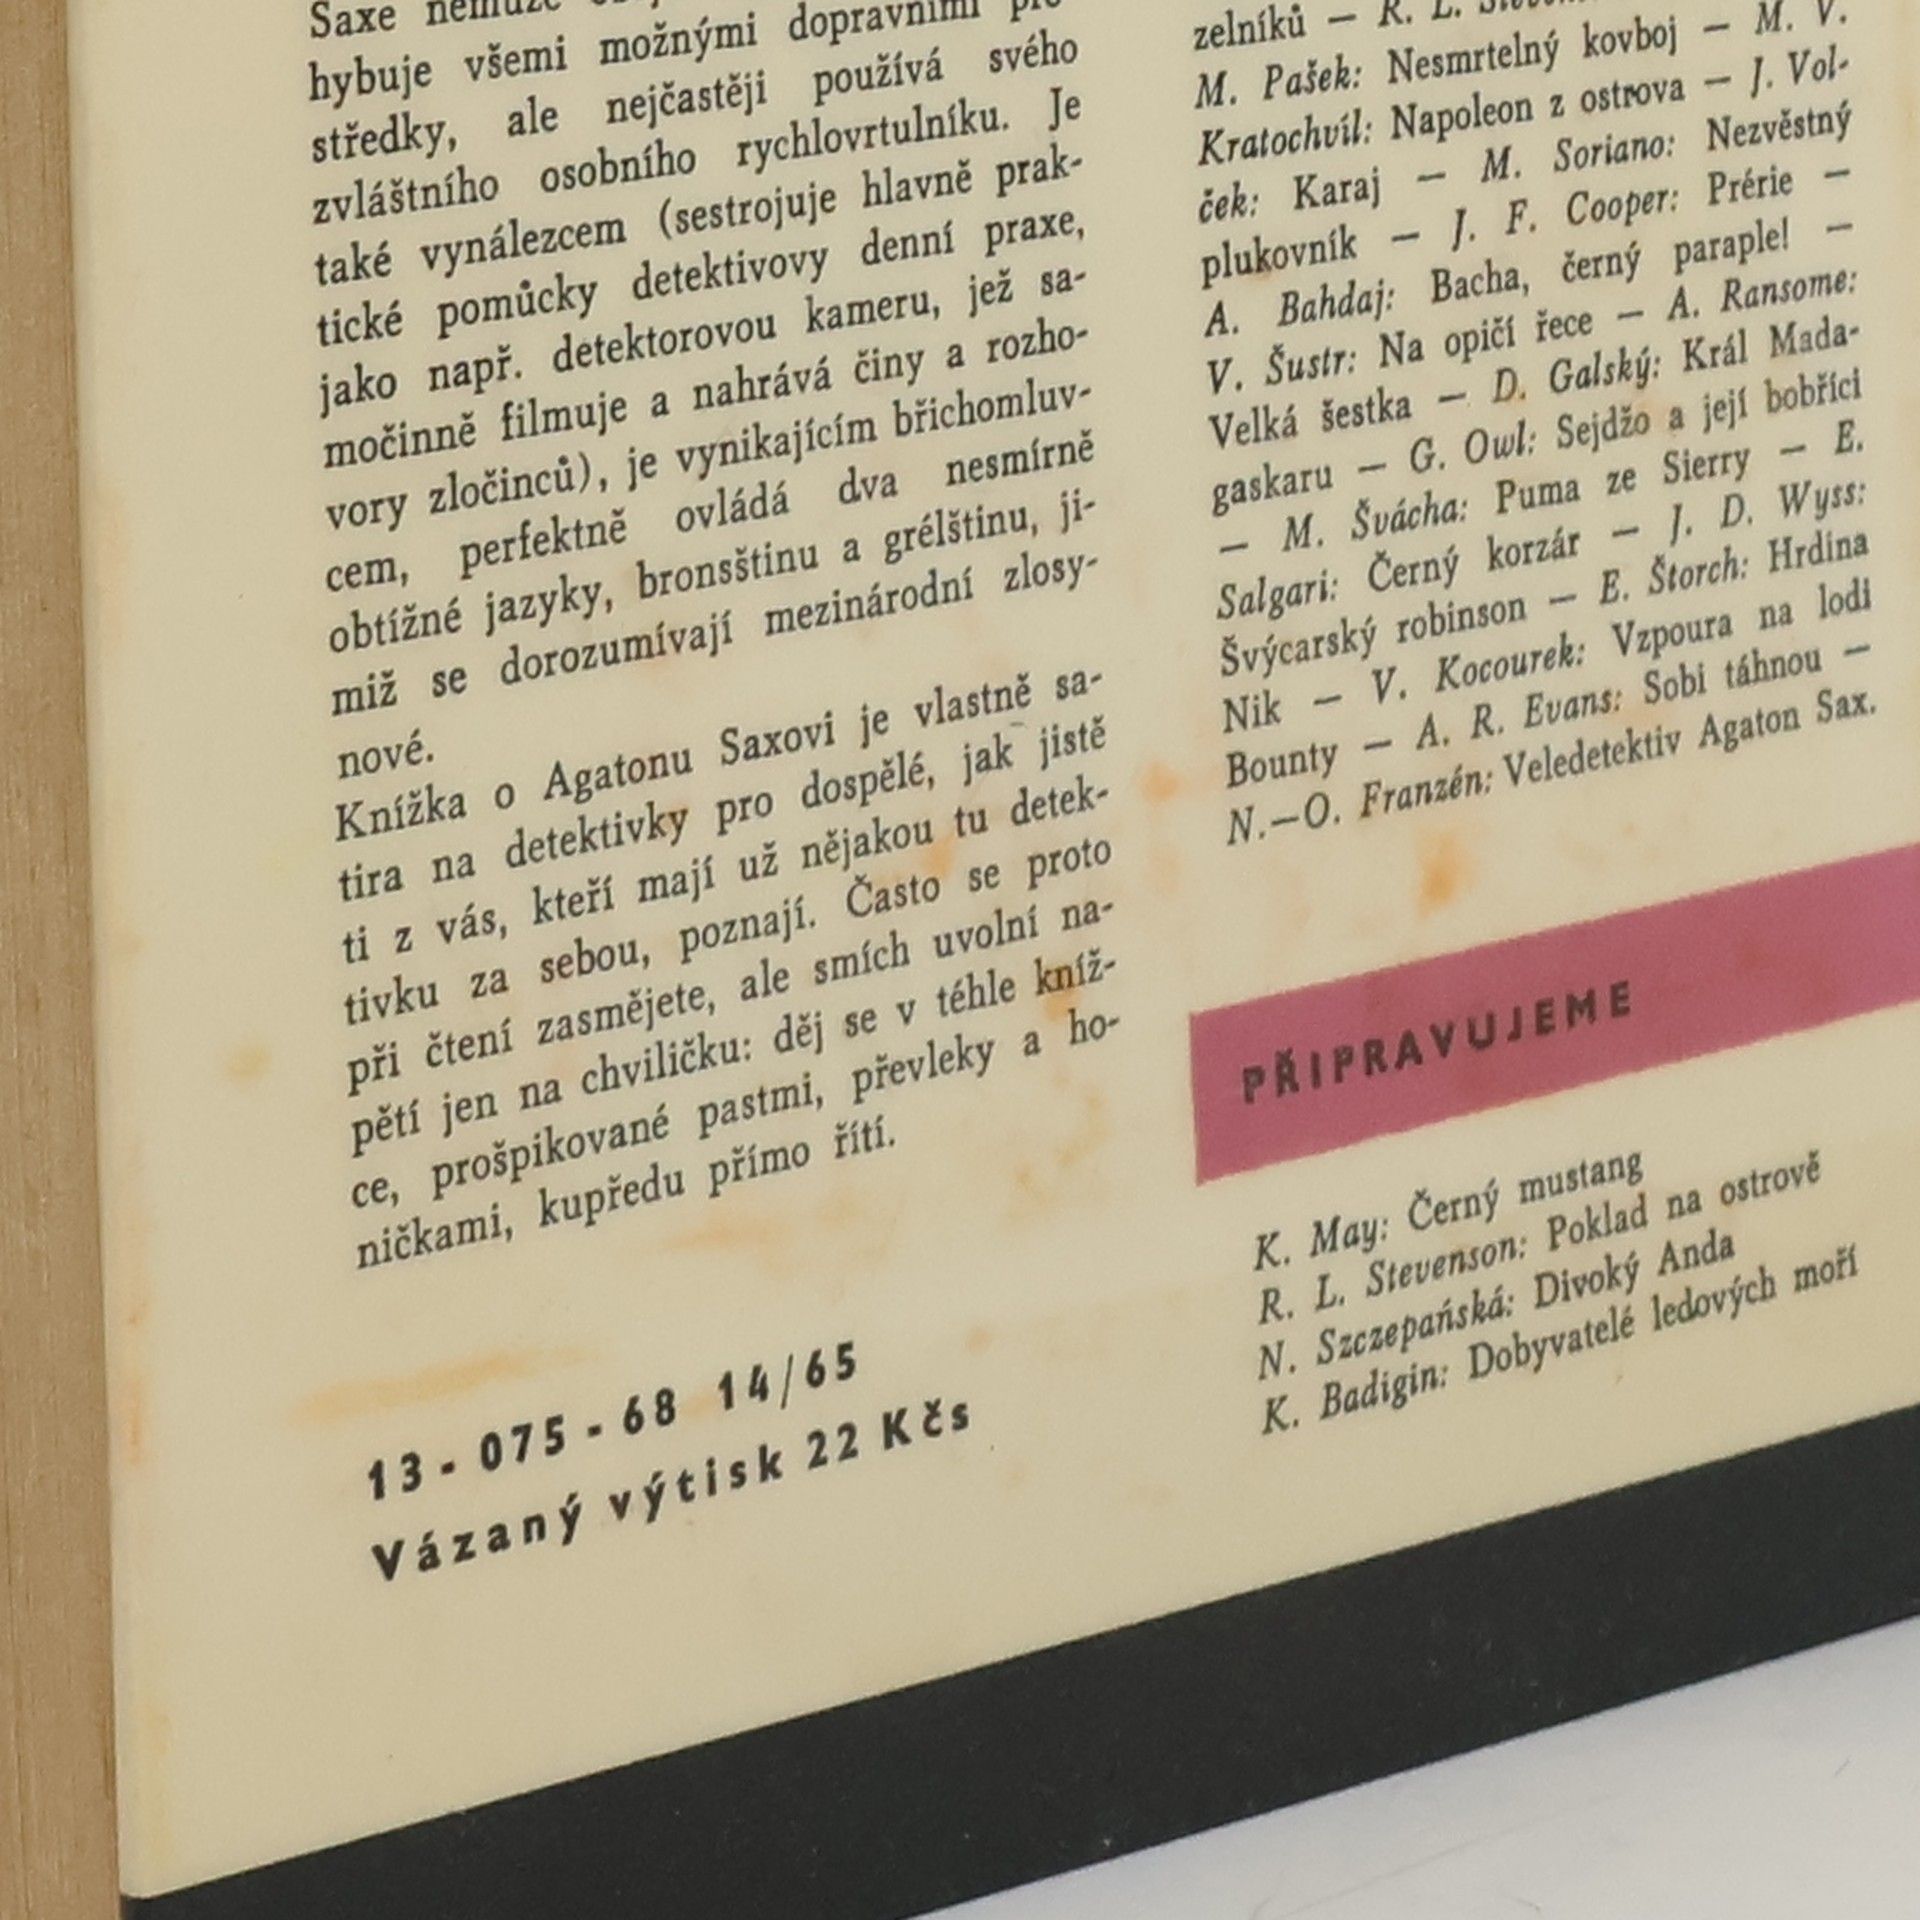 Saxe
hybuje všemi možnými dopravními
středky, ale nejčastěji používá svého
zvláštního osobního rychlovrtulníku. Je
také vynálezcem (sestrojuje hlavně prak-
tické pomůcky detektivovy denní praxe,
jako např. detektorovou kameru, jež sa-
močinně filmuje a nahrává činy a rozho-
vory zločinců), je vynikajícím břichomluv-
cem, perfektně ovládá dva nesmírně
obtížné jazyky, bronsštinu a grélštinu, ji-
miž se dorozumívají mezinárodní zlosy-
nové.
Knížka o Agatonu Saxovi je vlastně sa-
tira na detektivky pro dospělé, jak jistě
ti z vás, kteří mají už nějakou tu detek-
tivku za sebou, poznají. Často se proto
při čtení zasmějete, ale smích uvolní na-
pětí jen na chviličku: děj se v téhle kníž-
ce, prošpikované pastmi, převleky a ho-
ničkami, kupředu přímo řítí.
13-075-68 14/65
Vázaný výtisk 22 Kčs
zelníků — R. L.
M. Pašek: Nesmrtelný kovboj — M. V.
Kratochvíl: Napoleon z ostrova — J. Vol-
ček: Karaj — M. Soriano: Nezvěstný
plukovník — J. F. Cooper: Prérie —
A. Bahdaj: Bacha, černý paraple! —
V. Šustr: Na opičí řece — A. Ransome:
Velká šestka — D. Galský: Král Mada-
gaskaru — G. Owl: Sejdžo a její bobříci
— M. Švácha: Puma ze Sierry — E.
Salgari: Černý korzár — J. D. Wyss:
Švýcarský robinson — E. Štorch: Hrdina
Nik — V. Kocourek: Vzpoura na lodi
Bounty — A. R. Evans: Sobi táhnou —
N.—O. Franzén: Veledetektiv Agaton Sax.
PŘIPRAVUJEME
K. May: Černý mustang
R. L. Stevenson: Poklad na ostrově
N. Szczepańská: Divoký Anda
K. Badigin: Dobyvatelé ledových moří